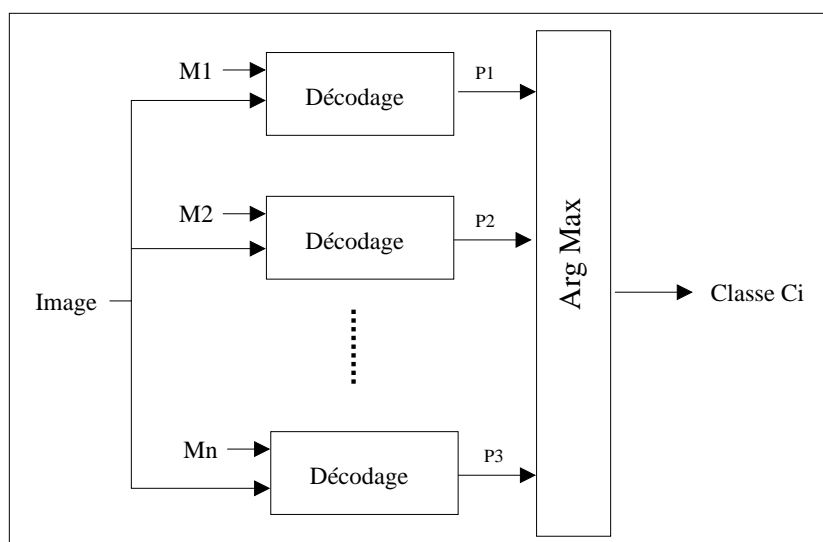 M1
Décodage
P1
M2
Décodage
P2
Arg Max
Image
Classe Ci
Mn
Décodage
P3